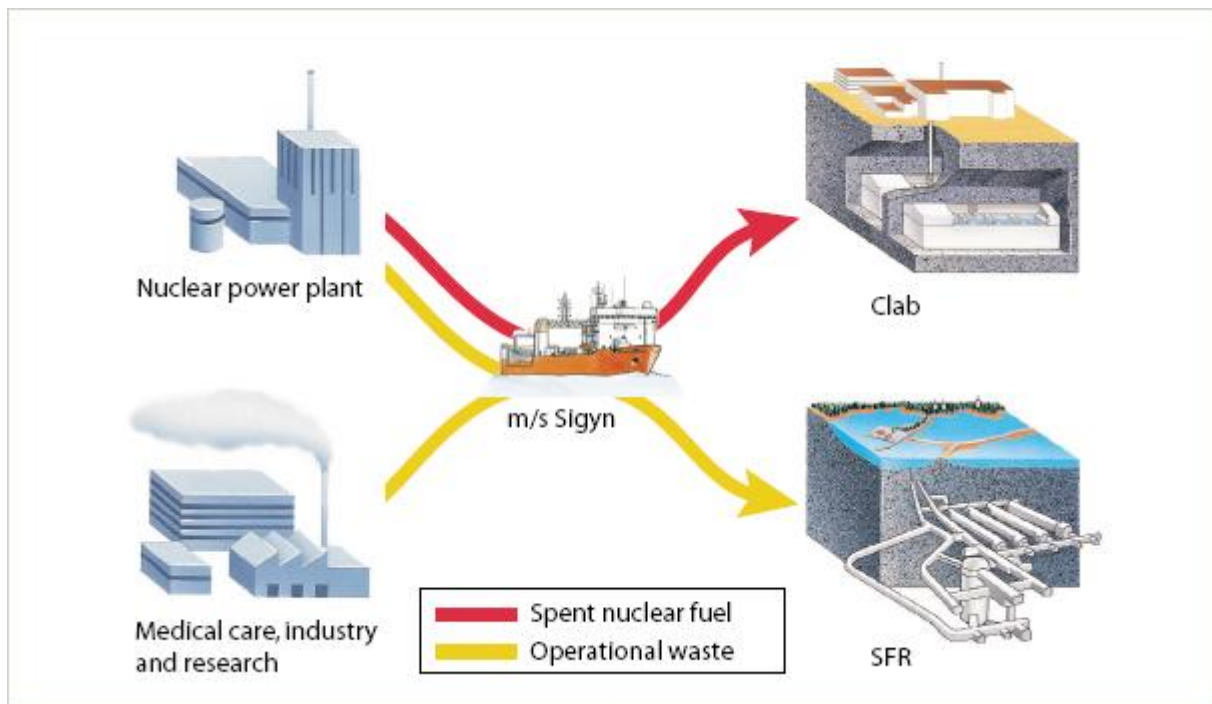 Nuclear power plant
Clab
m/s Sigyn
Medical care, industry
and research
Spent nuclear fuel
Operational waste
SFR